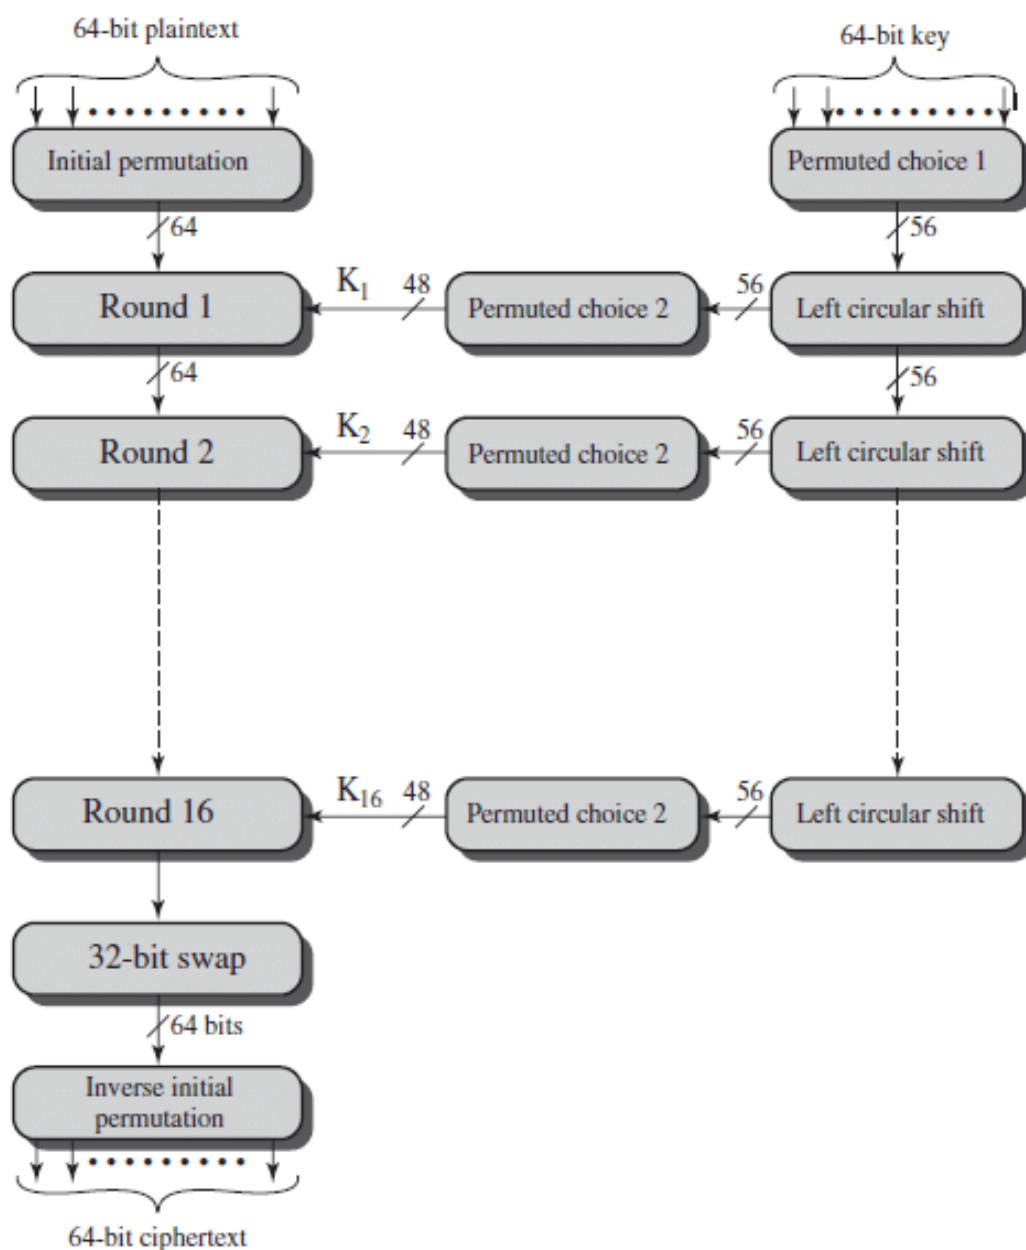 64-bit plaintext
64-bit key
Initial permutation
Permuted choice 1
64
56
Round 1
K1
48
Permuted choice 2
56
Left circular shift
64
56
Round 2
K2
48
Permuted choice 2
56
Left circular shift
Round 16
K16
48
Permuted choice 2
56
Left circular shift
32-bit swap
64 bits
Inverse initial
permutation
64-bit ciphertext